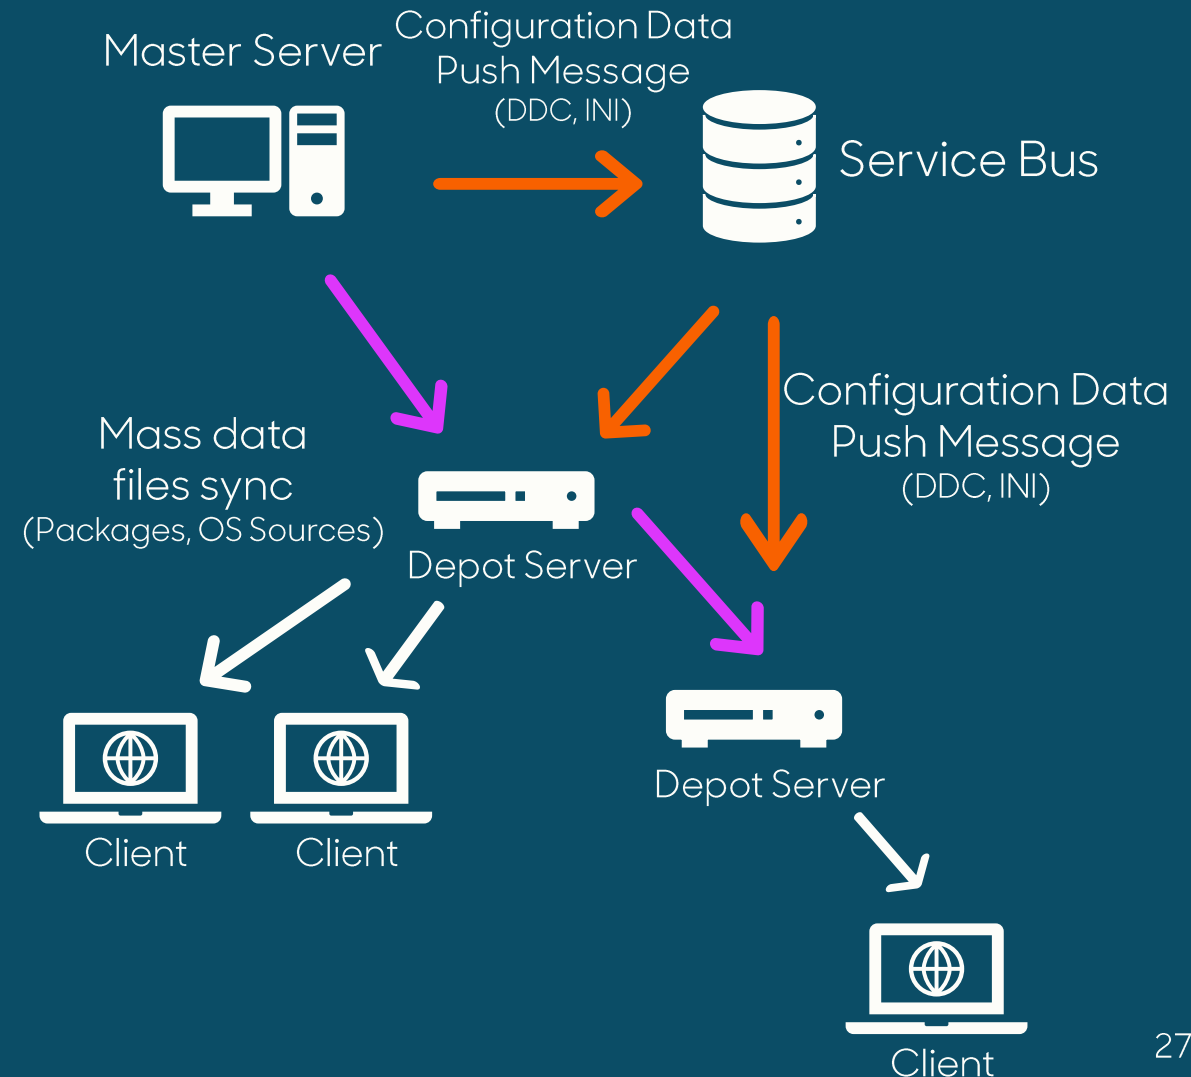 Master Server
Configuration Data
Push Message
(DDC, INI)
Service Bus
Configuration Data
Push Message
(DDC, INI)
Mass data
files sync
(Packages, OS Sources)
Depot Server
Depot Server
Client
Client
Client
27